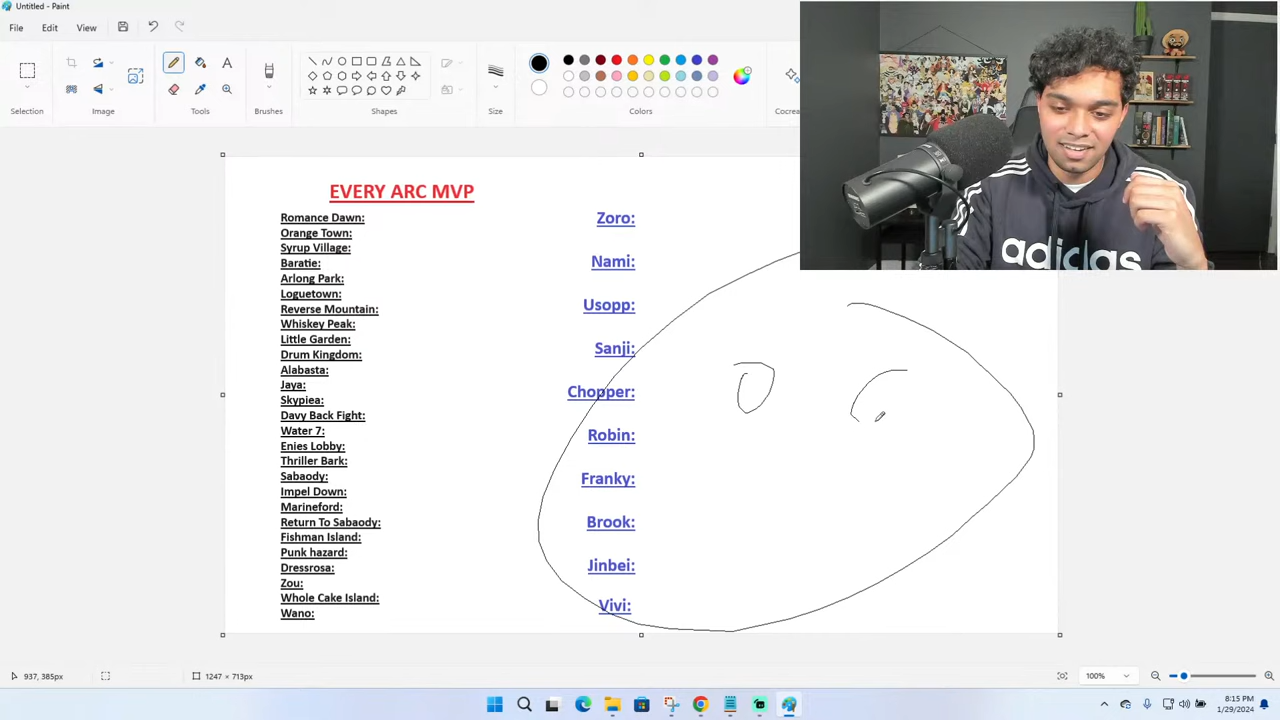 Untitled - Paint
File Edit View
Selection Image Tools Brushes Shapes Size Colors Cocrea
EVERY ARC MVP
Romance Dawn:
Orange Town:
Syrup Village:
Baratie:
Arlong Park:
Loguetown:
Reverse Mountain:
Whiskey Peak:
Little Garden:
Drum Kingdom:
Alabasta:
Jaya:
Skypiea:
Davy Back Fight:
Water 7:
Enies Lobby:
Thriller Bark:
Sabaody:
Impel Down:
Marineford:
Return To Sabaody:
Fishman Island:
Punk hazard:
Dressrosa:
Zou:
Whole Cake Island:
Wano:
Zoro:
Nami:
Usopp:
Sanji:
Chopper:
Robin:
Franky:
Brook:
Jinbei:
Vivi:
adidas
937, 385px
1247 × 713px
100%
8:15 PM
1/29/2024